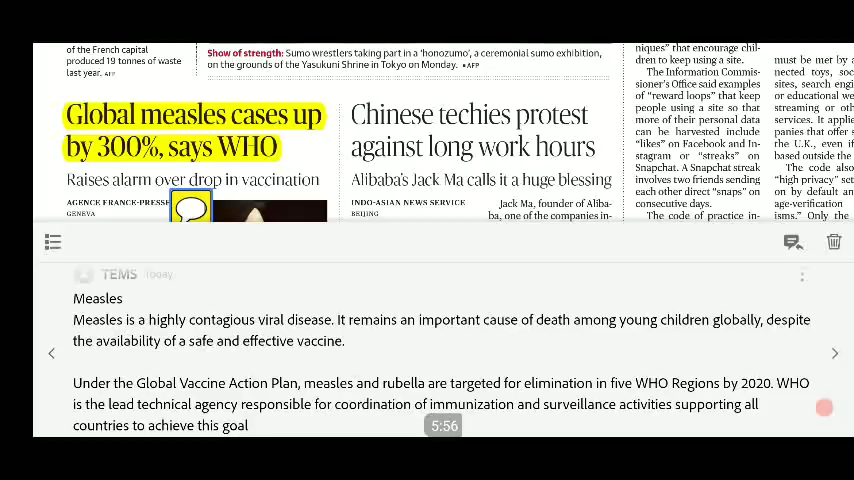 of the French capital
produced 19 tonnes of waste
last year. AFP
Show of strength: Sumo wrestlers taking part in a 'honozumo', a ceremonial sumo exhibition,
on the grounds of the Yasukuni Shrine in Tokyo on Monday. ▪ AFP
Global measles cases up
by 300%, says WHO
Raises alarm over drop in vaccination
AGENCE FRANCE-PRESSE
GENEVA
Chinese techies protest
against long work hours
Alibaba's Jack Ma calls it a huge blessing
INDO-ASIAN NEWS SERVICE
BEIJING
Jack Ma, founder of Aliba-
ba, one of the companies in-
niques" that encourage chil-
dren to keep using a site.
The Information Commis-
sioner's Office said examples
of "reward loops" that keep
people using a site so that
more of their personal data
can be harvested include
"likes" on Facebook and In-
stagram or "streaks" on
Snapchat. A Snapchat streak
involves two friends sending
each other direct "snaps" on
consecutive days.
The code of practice in-
must be met by a
nected toys, soc
sites, search engi
or educational we
streaming or oth
services. It applie
panies that offer s
the U.K., even if
based outside the
The code also
"high privacy" set
on by default an
age-verification
isms." Only the
TEMS Today
Measles
Measles is a highly contagious viral disease. It remains an important cause of death among young children globally, despite
the availability of a safe and effective vaccine.
Under the Global Vaccine Action Plan, measles and rubella are targeted for elimination in five WHO Regions by 2020. WHO
is the lead technical agency responsible for coordination of immunization and surveillance activities supporting all
countries to achieve this goal
5:56